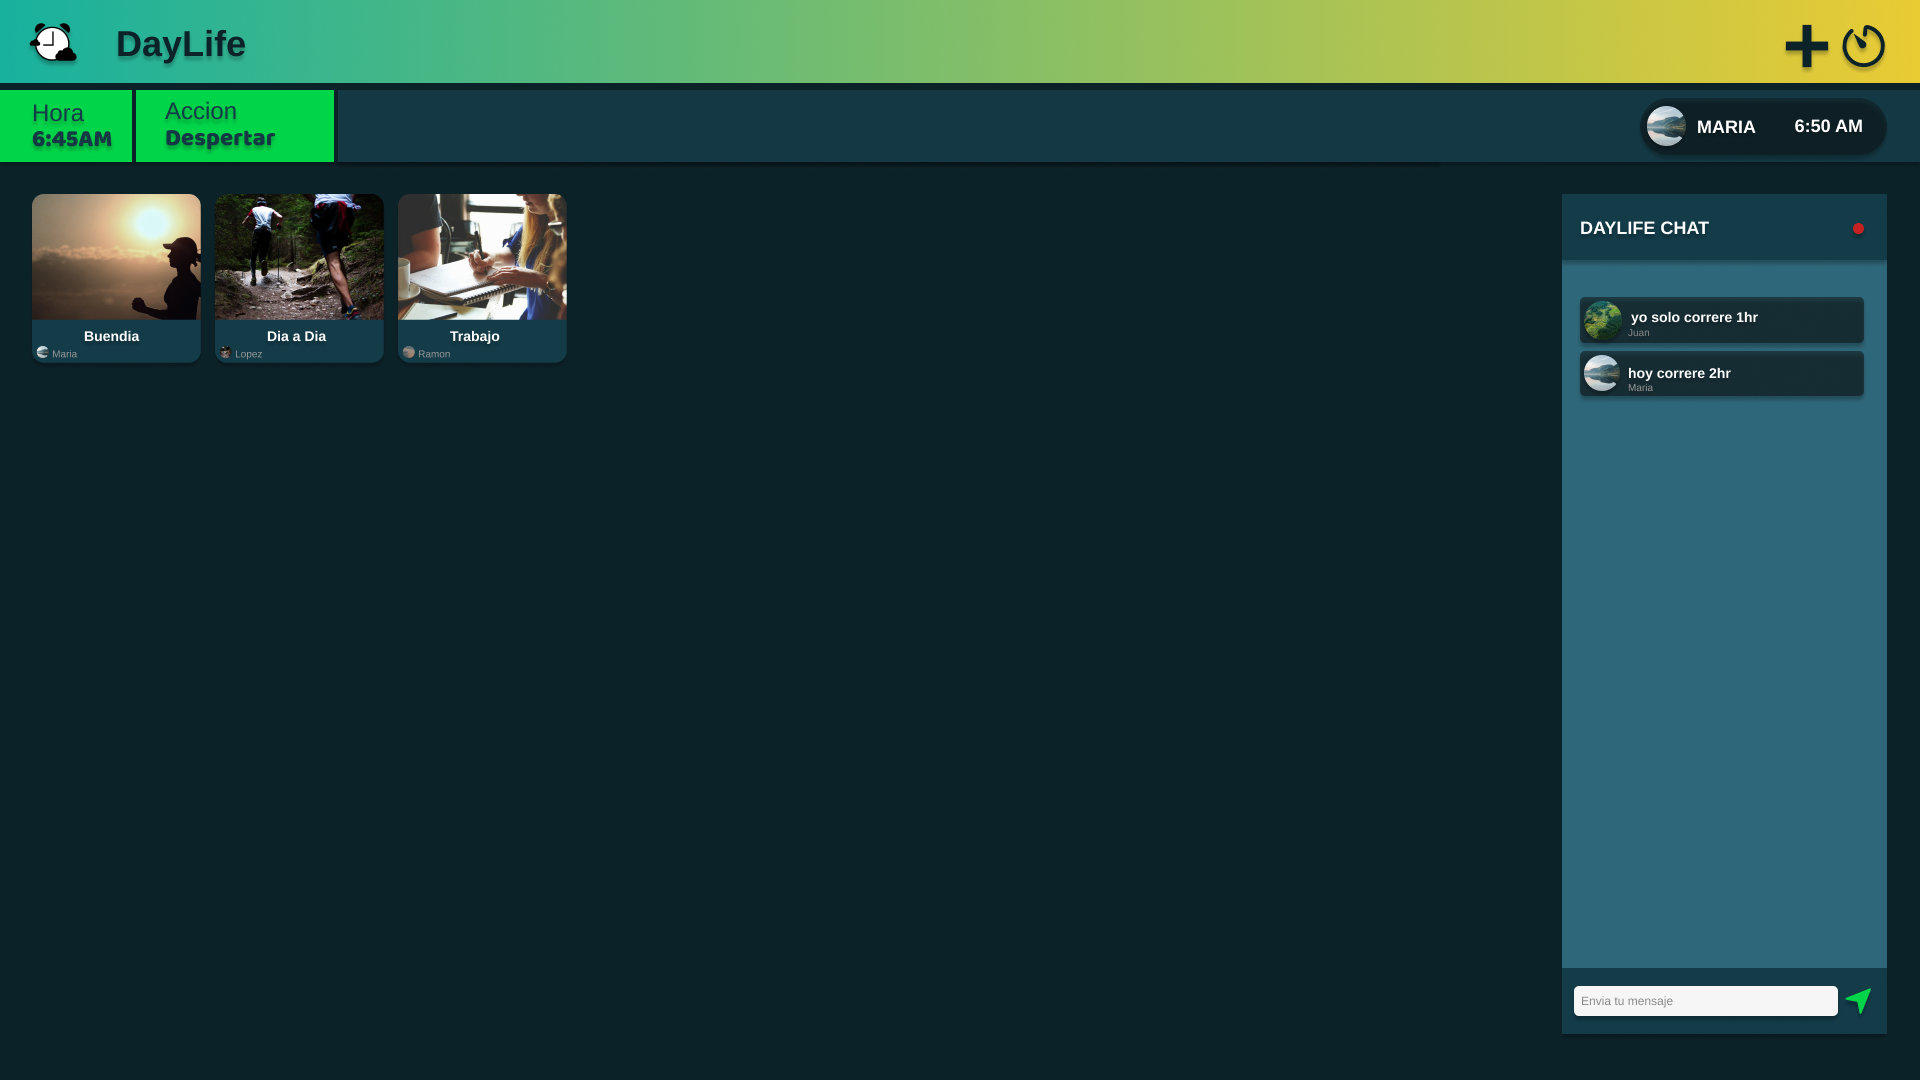 DayLife
Hora
6:45AM
Accion
Despertar
MARIA
6:50 AM
Buendia
Maria
Dia a Dia
Lopez
Trabajo
Ramon
DAYLIFE CHAT
yo solo correre 1hr
Juan
hoy correre 2hr
Maria
Envia tu mensaje